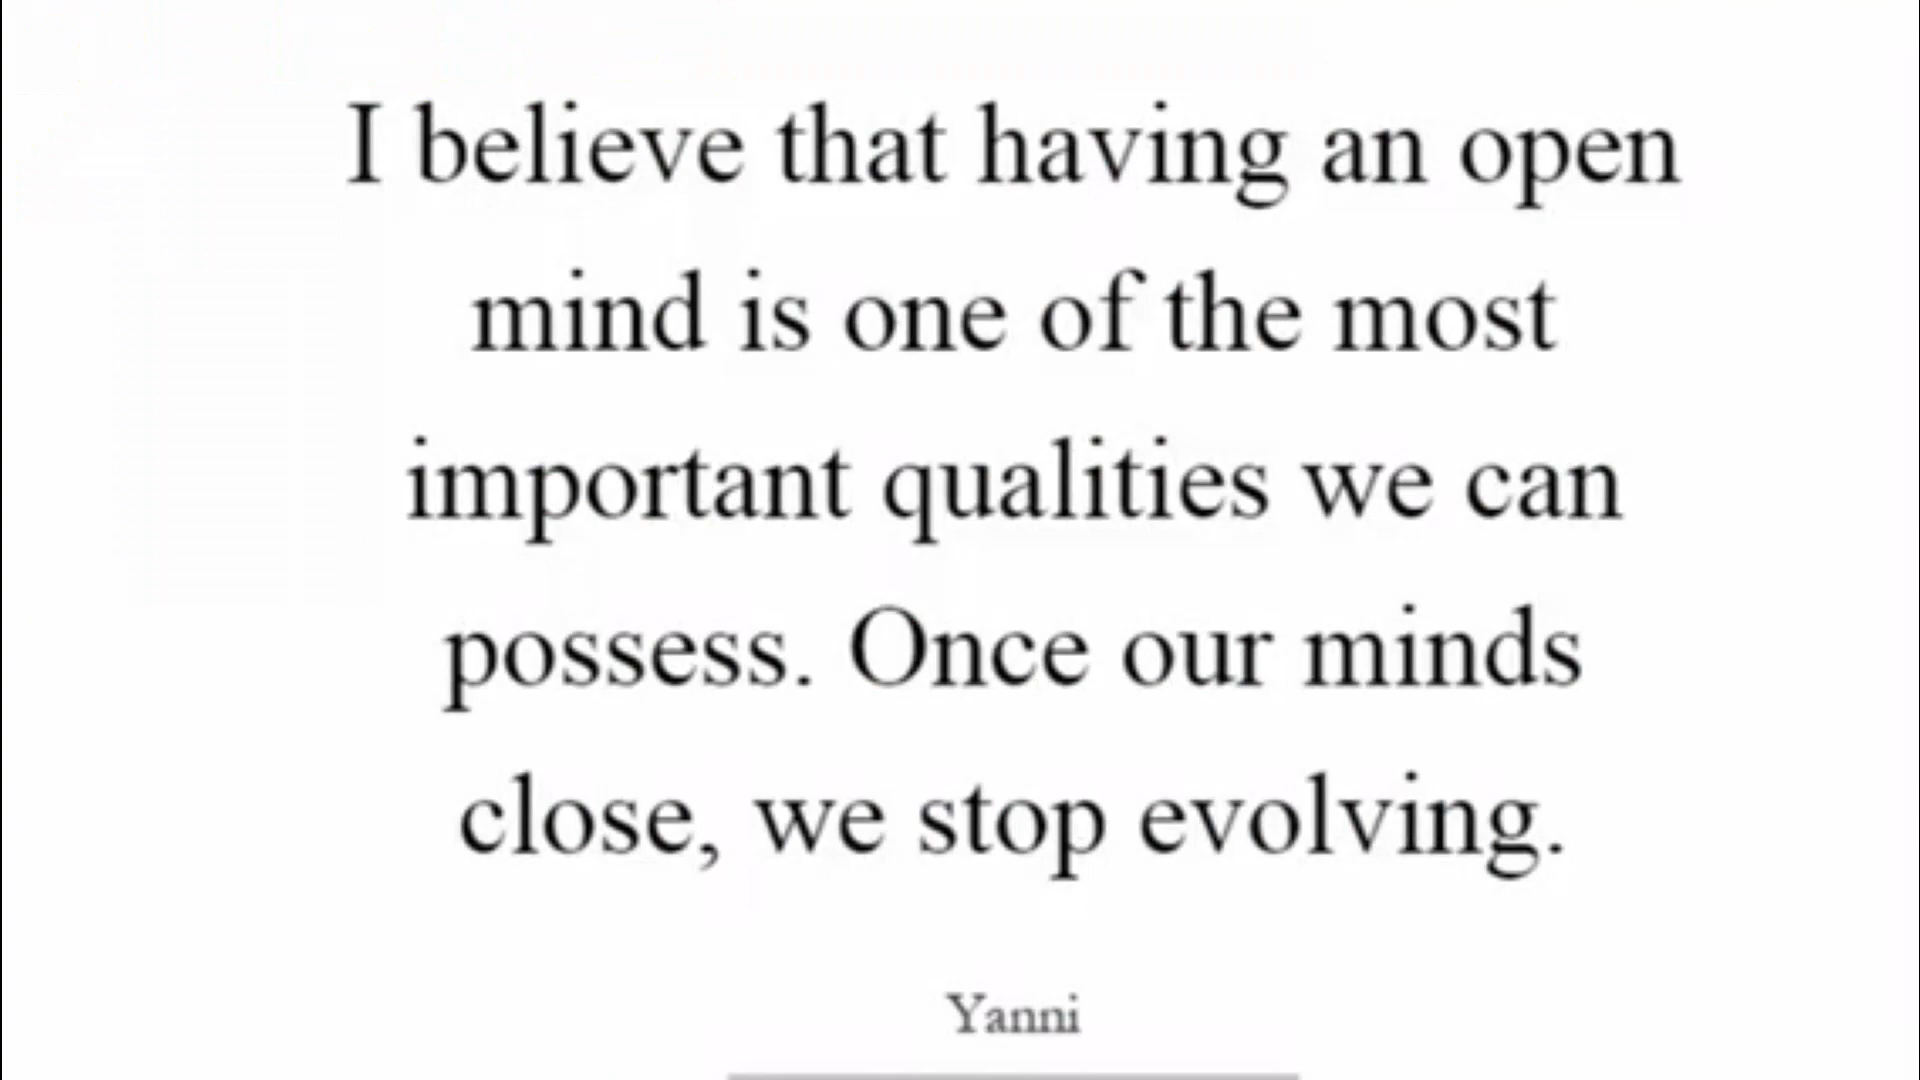 I believe that having an open
mind is one of the most
important qualities we can
possess. Once our minds
close, we stop evolving.
Yanni